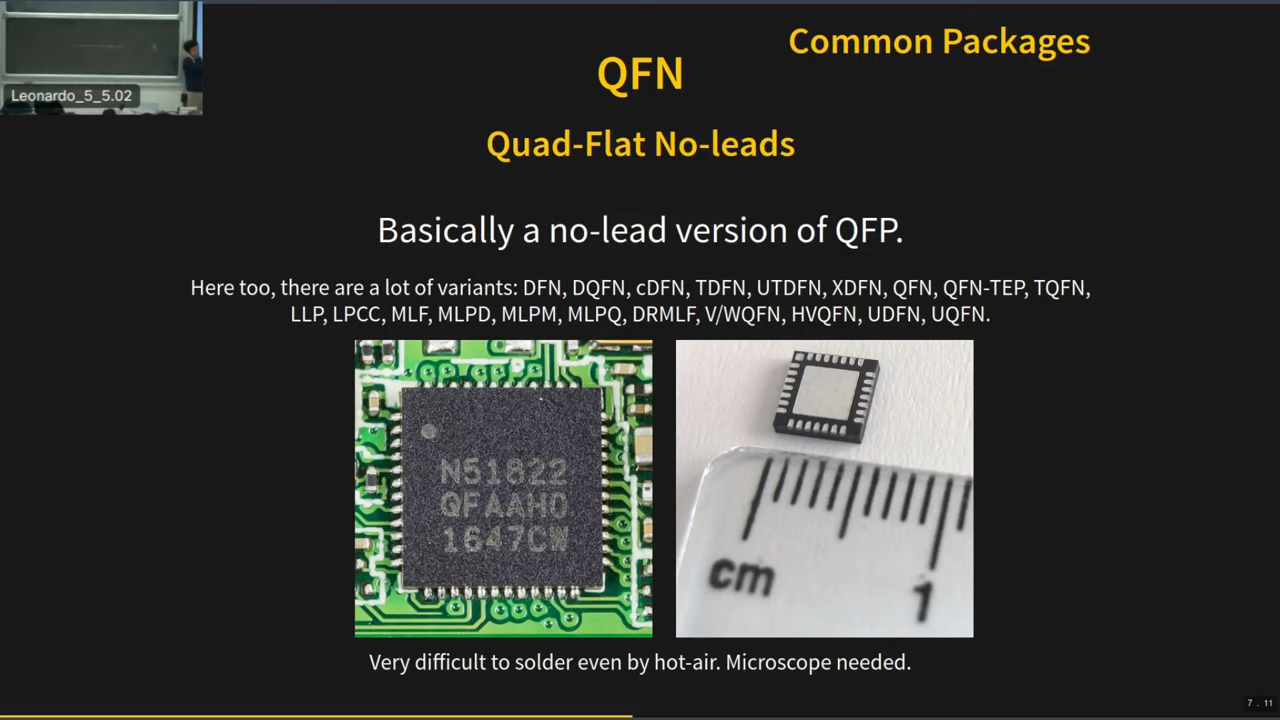 Common Packages
QFN
Leonardo_5_5.02
Quad-Flat No-leads
Basically a no-lead version of QFP.
Here too, there are a lot of variants: DFN, DQFN, cDFN, TDFN, UTDFN, XDFN, QFN, QFN-TEP, TQFN,
LLP, LPCC, MLF, MLPD, MLPM, MLPQ, DRMLF, V/WQFN, HVQFN, UDFN, UQFN.
N51822
QFAAH0
1647CW
cm
1
Very difficult to solder even by hot-air. Microscope needed.
7 . 11